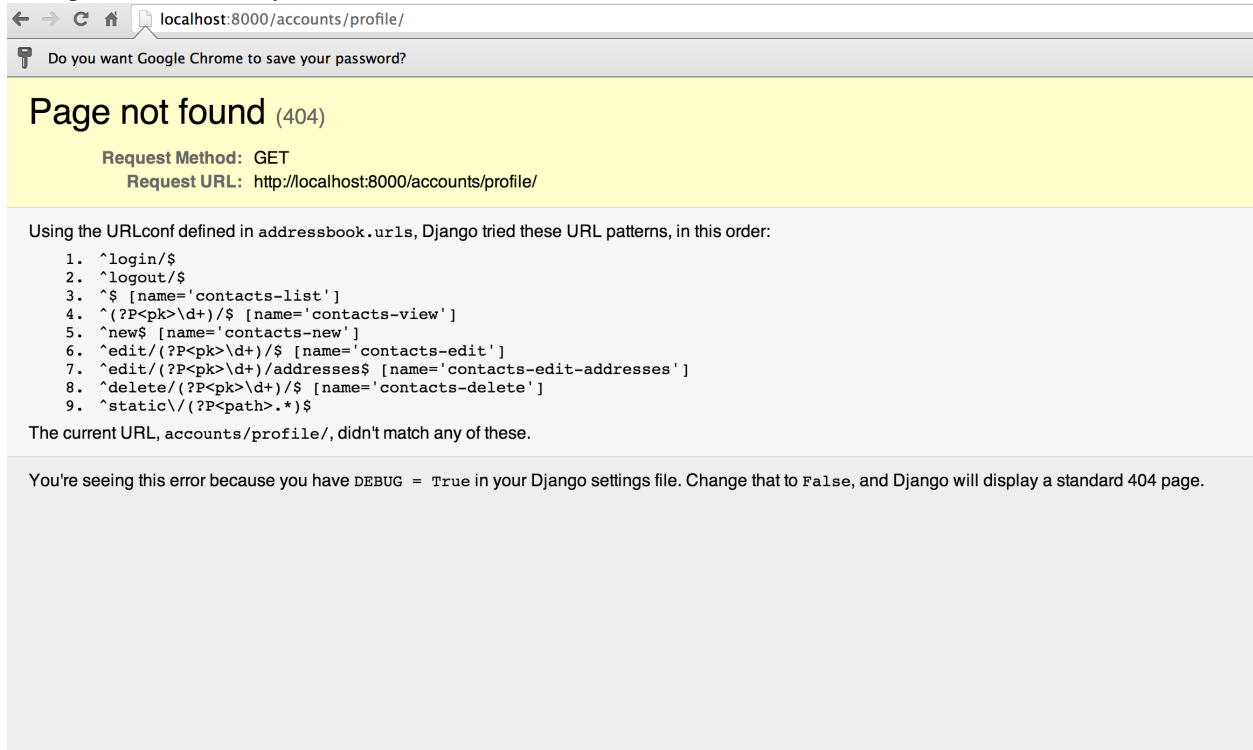 localhost:8000/accounts/profile/
Do you want Google Chrome to save your password?
Page not found (404)
Request Method: GET
Request URL: http://localhost:8000/accounts/profile/
Using the URLconf defined in addressbook.urls, Django tried these URL patterns, in this order:
1. ^login/$
2. ^logout/$
3. ^$ [name='contacts-list']
4. ^(?P<pk>\d+)/$ [name='contacts-view']
5. ^new$ [name='contacts-new']
6. ^edit/(?P<pk>\d+)/$ [name='contacts-edit']
7. ^edit/(?P<pk>\d+)/addresses$ [name='contacts-edit-addresses']
8. ^delete/(?P<pk>\d+)/$ [name='contacts-delete']
9. ^static\/(?P<path>.*)$
The current URL, accounts/profile/, didn't match any of these.
You're seeing this error because you have DEBUG = True in your Django settings file. Change that to False, and Django will display a standard 404 page.